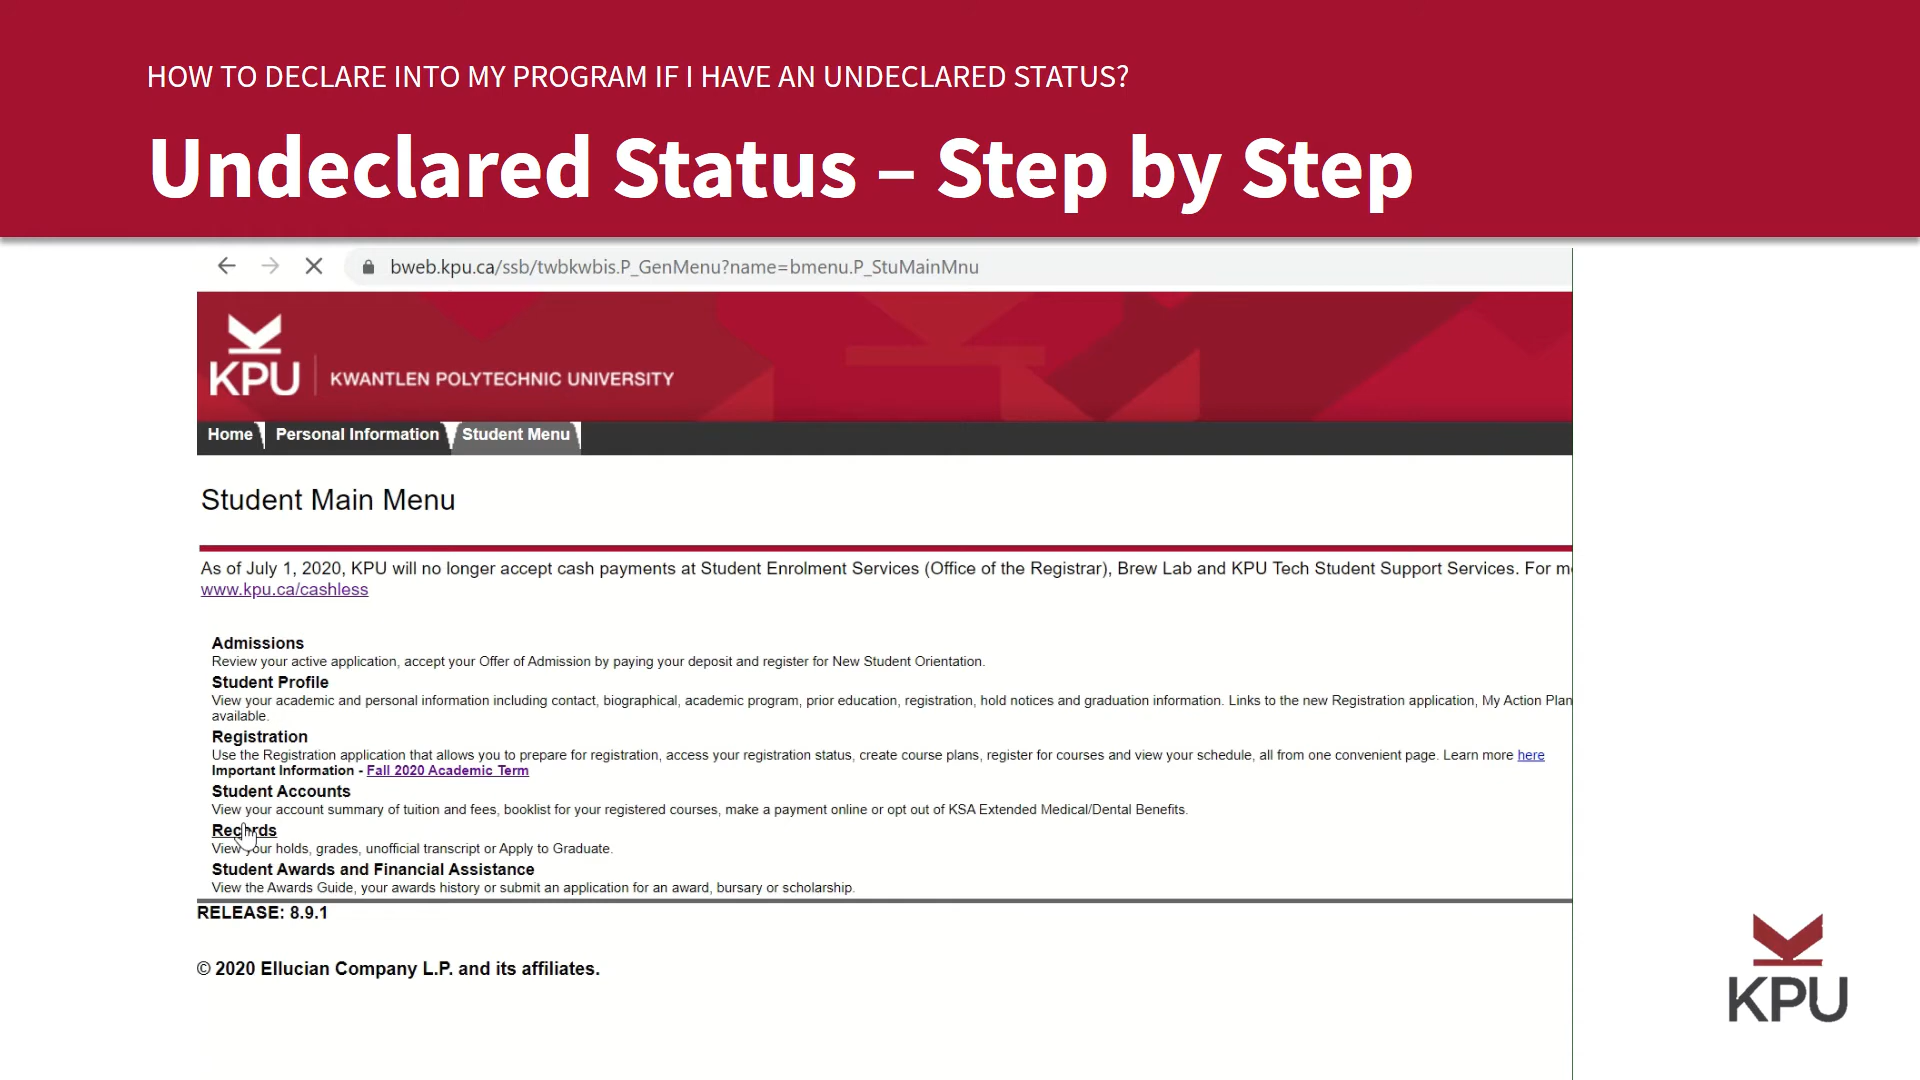 HOW TO DECLARE INTO MY PROGRAM IF I HAVE AN UNDECLARED STATUS?
Undeclared Status – Step by Step
bweb.kpu.ca/ssb/twbkwbis.P_GenMenu?name=bmenu.P_StuMainMnu
KPU
KWANTLEN POLYTECHNIC UNIVERSITY
Home Personal Information Student Menu
Student Main Menu
As of July 1, 2020, KPU will no longer accept cash payments at Student Enrolment Services (Office of the Registrar), Brew Lab and KPU Tech Student Support Services. For
www.kpu.ca/cashless
Admissions
Review your active application, accept your Offer of Admission by paying your deposit and register for New Student Orientation.
Student Profile
View your academic and personal information including contact, biographical, academic program, prior education, registration, hold notices and graduation information. Links to the new Registration application, My Action Plan
available.
Registration
Use the Registration application that allows you to prepare for registration, access your registration status, create course plans, register for courses and view your schedule, all from one convenient page. Learn more here
Important Information - Fall 2020 Academic Term
Student Accounts
View your account summary of tuition and fees, booklist for your registered courses, make a payment online or opt out of KSA Extended Medical/Dental Benefits.
Records
View your holds, grades, unofficial transcript or Apply to Graduate.
Student Awards and Financial Assistance
View the Awards Guide, your awards history or submit an application for an award, bursary or scholarship.
RELEASE: 8.9.1
© 2020 Ellucian Company L.P. and its affiliates.
KPU